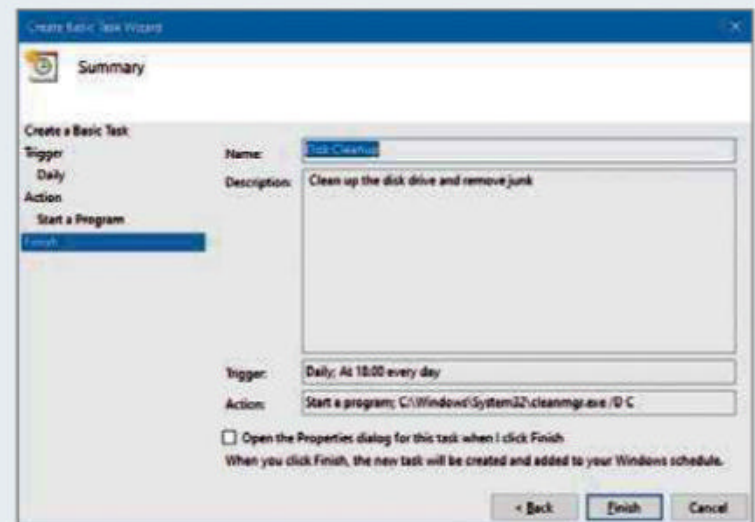 Create Basic Task Wizard
Summary
Create a Basic Task
Trigger
Daily
Action
Start a Program
Finish
Name:
Disk Cleanup
Description:
Clean up the disk drive and remove junk
Trigger:
Daily; At 18:00 every day
Action:
Start a program; C:\Windows\System32\cleanmgr.exe /D C
Open the Properties dialog for this task when I click Finish
When you click Finish, the new task will be created and added to your Windows schedule.
< Back
Finish
Cancel